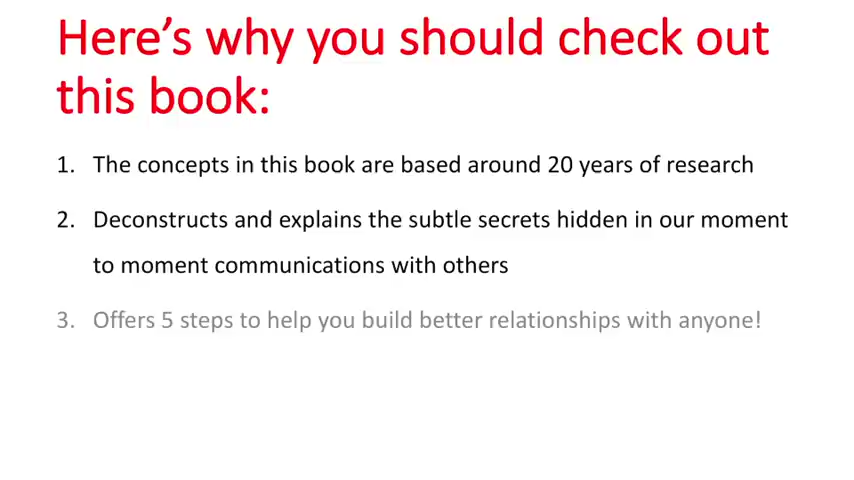 Here’s why you should check out
this book:
1. The concepts in this book are based around 20 years of research
2. Deconstructs and explains the subtle secrets hidden in our moment
to moment communications with others
3. Offers 5 steps to help you build better relationships with anyone!